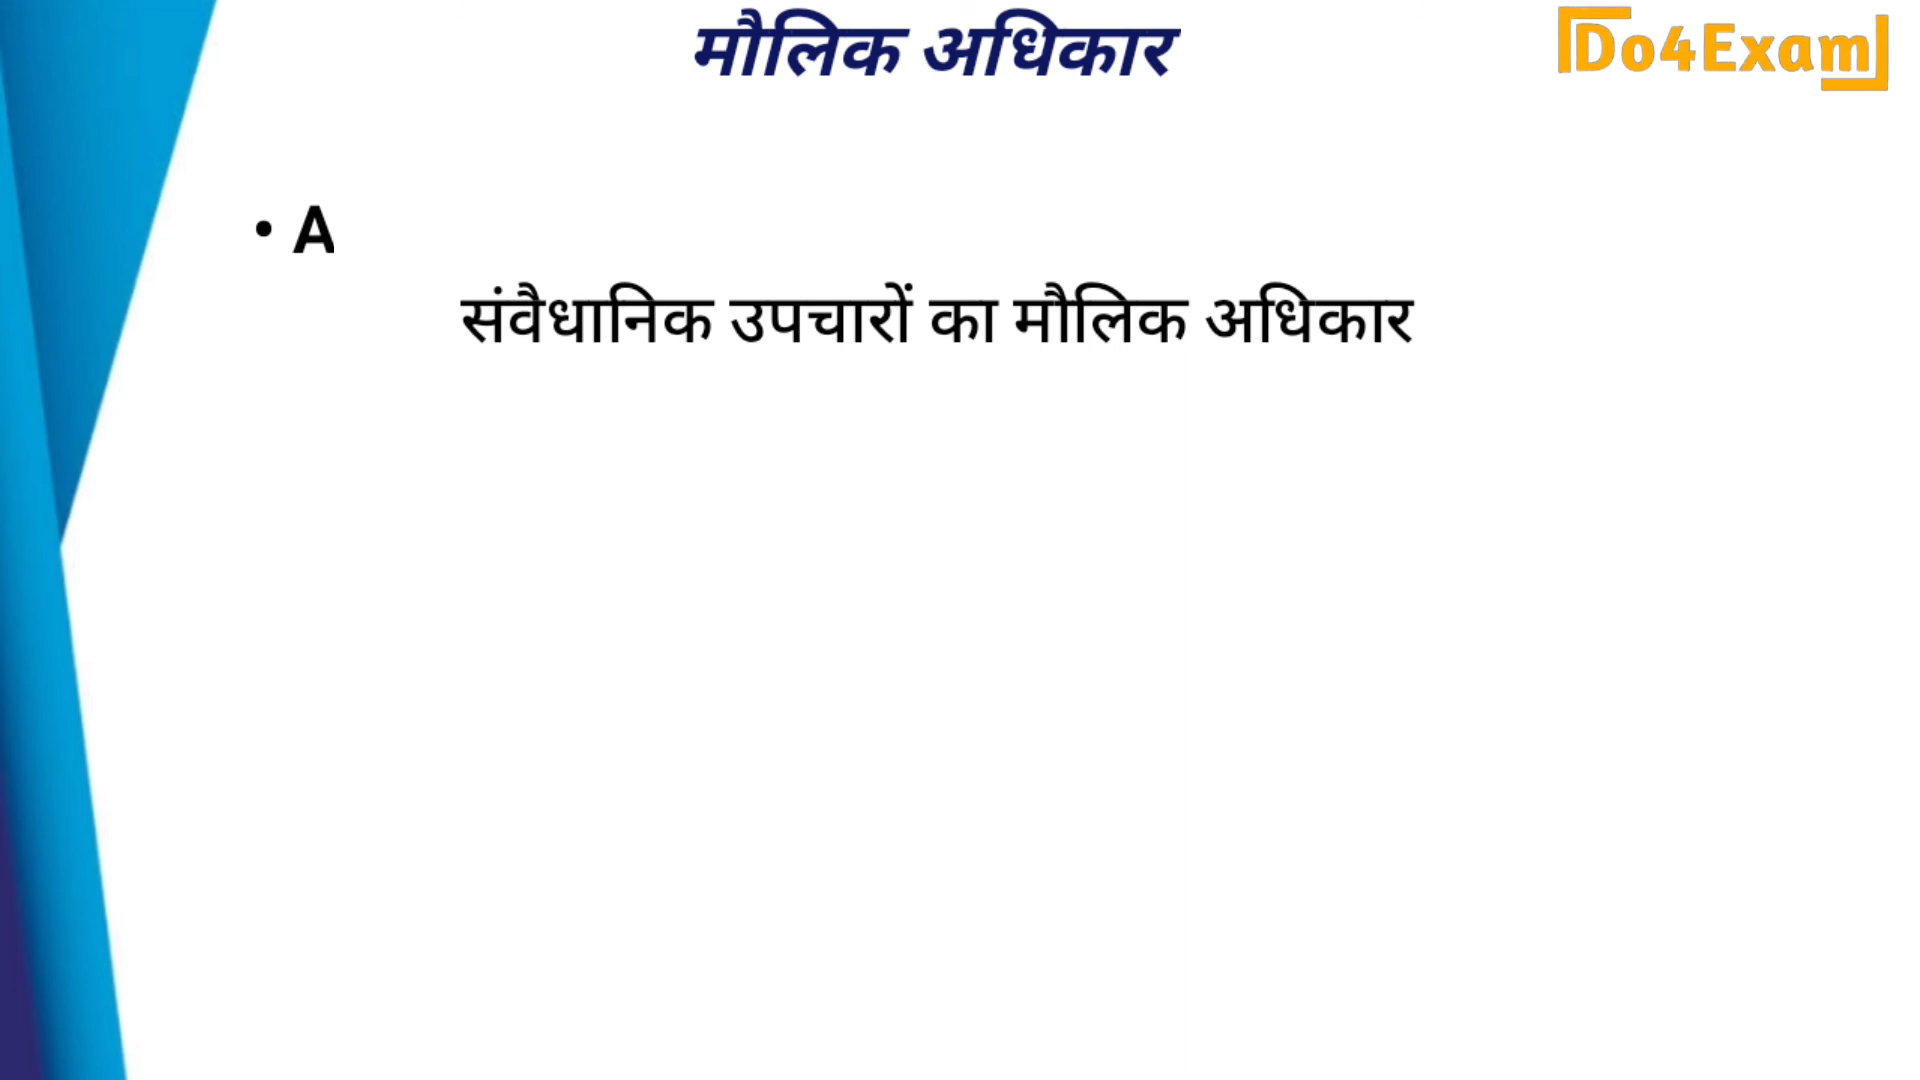 मौलिक अधिकार
Do4Exam
• A
संवैधानिक उपचारों का मौलिक अधिकार